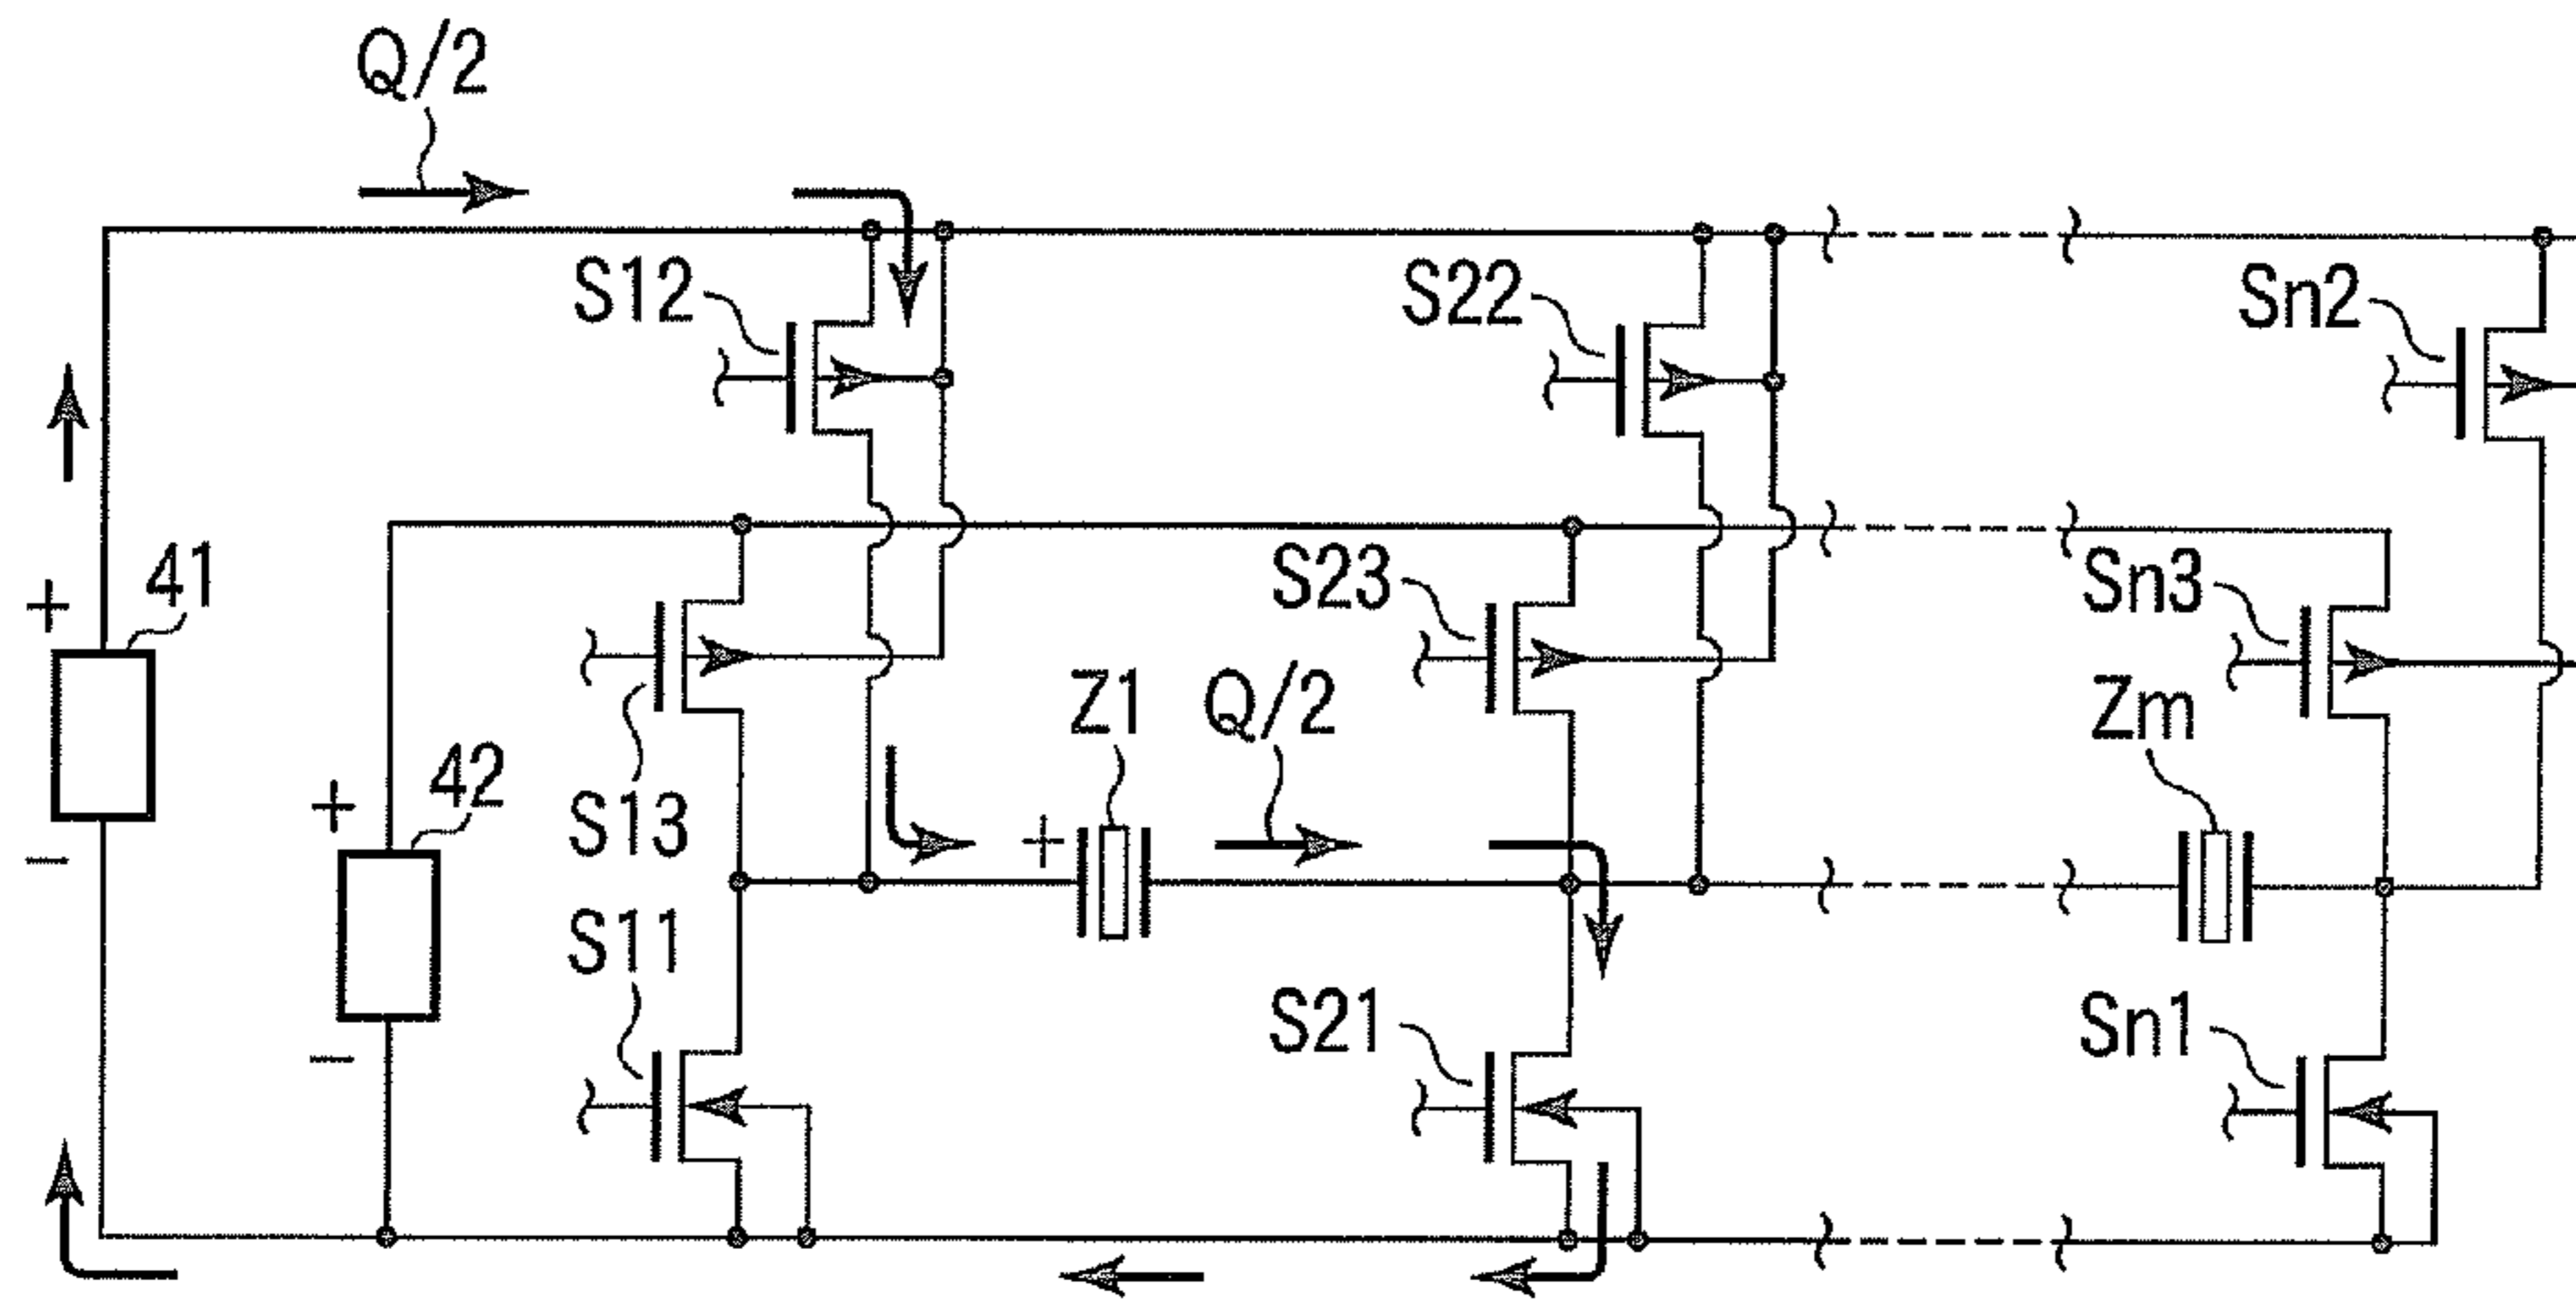 Q/2
S12
S22
Sn2
+
41
S23
Sn3
Z1
Q/2
Zm
+
42
S13
+
−
S11
S21
Sn1
−